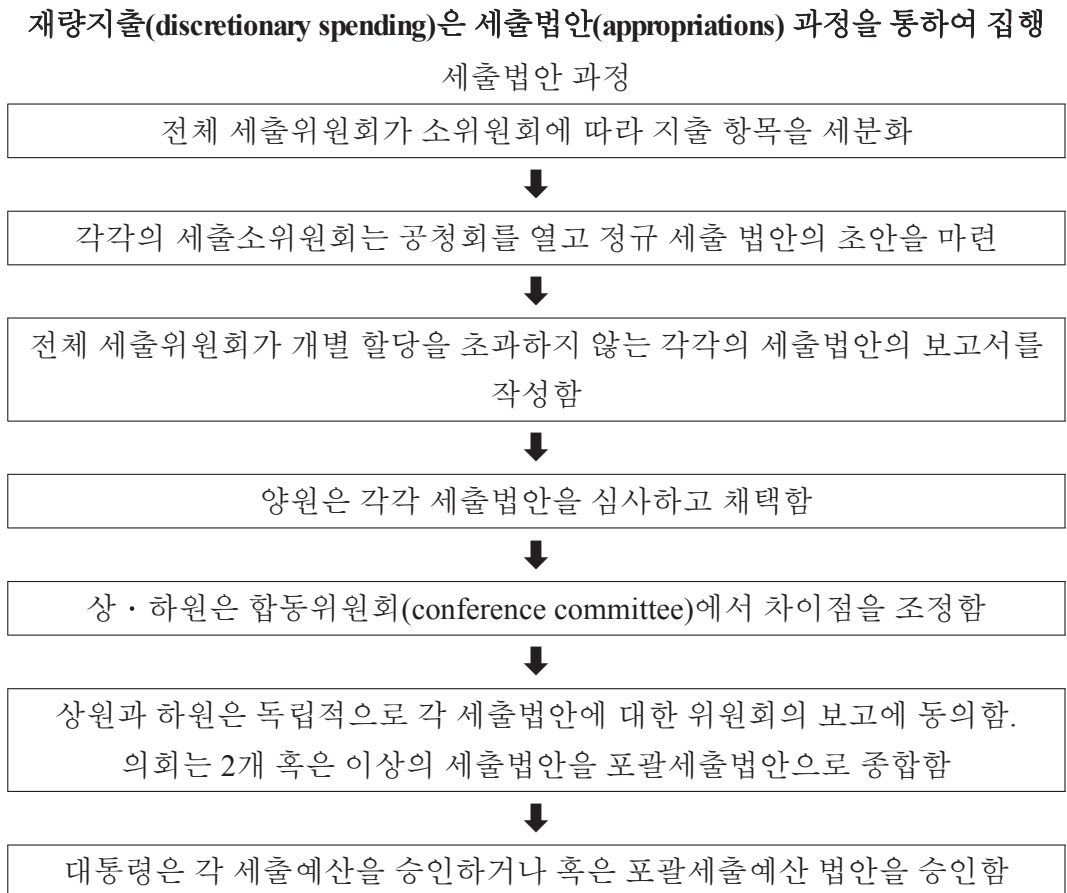 재량지출(discretionary spending)은 세출법안(appropriations) 과정을 통하여 집행
세출법안 과정
전체 세출위원회가 소위원회에 따라 지출 항목을 세분화
각각의 세출소위원회는 공청회를 열고 정규 세출 법안의 초안을 마련
전체 세출위원회가 개별 할당을 초과하지 않는 각각의 세출법안의 보고서를
작성함
양원은 각각 세출법안을 심사하고 채택함
상・하원은 합동위원회(conference committee)에서 차이점을 조정함
상원과 하원은 독립적으로 각 세출법안에 대한 위원회의 보고에 동의함.
의회는 2개 혹은 이상의 세출법안을 포괄세출법안으로 종합함
대통령은 각 세출예산을 승인하거나 혹은 포괄세출예산 법안을 승인함